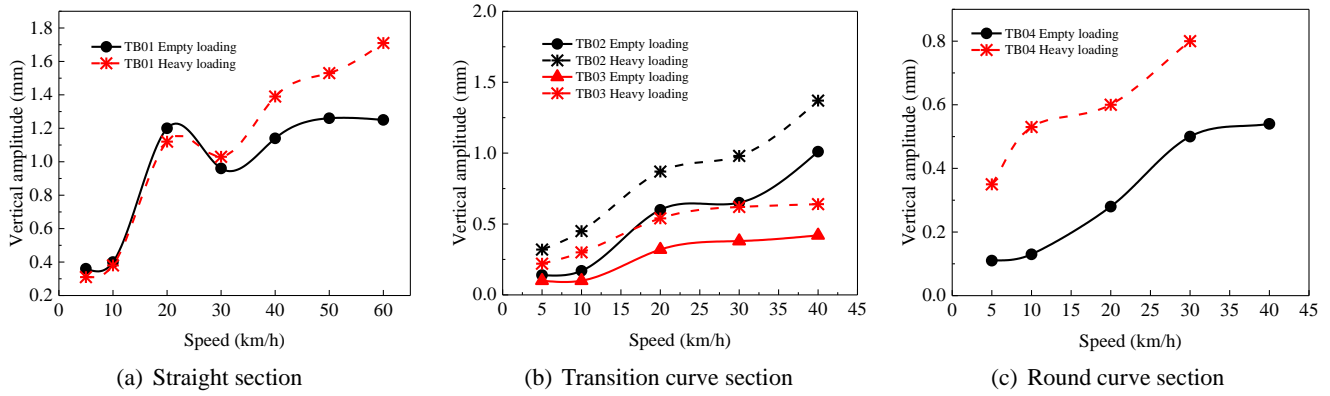 1.8
1.6
1.4
1.2
1.0
0.8
0.6
0.4
0.2
0 10 20 30 40 50 60
Vertical amplitude (mm)
Speed (km/h)
TB01 Empty loading
TB01 Heavy loading
(a) Straight section
2.0
1.5
1.0
0.5
0.0
0 5 10 15 20 25 30 35 40 45
Vertical amplitude (mm)
Speed (km/h)
TB02 Empty loading
TB02 Heavy loading
TB03 Empty loading
TB03 Heavy loading
(b) Transition curve section
0.8
0.6
0.4
0.2
0.0
0 5 10 15 20 25 30 35 40 45
Vertical amplitude (mm)
Speed (km/h)
TB04 Empty loading
TB04 Heavy loading
(c) Round curve section